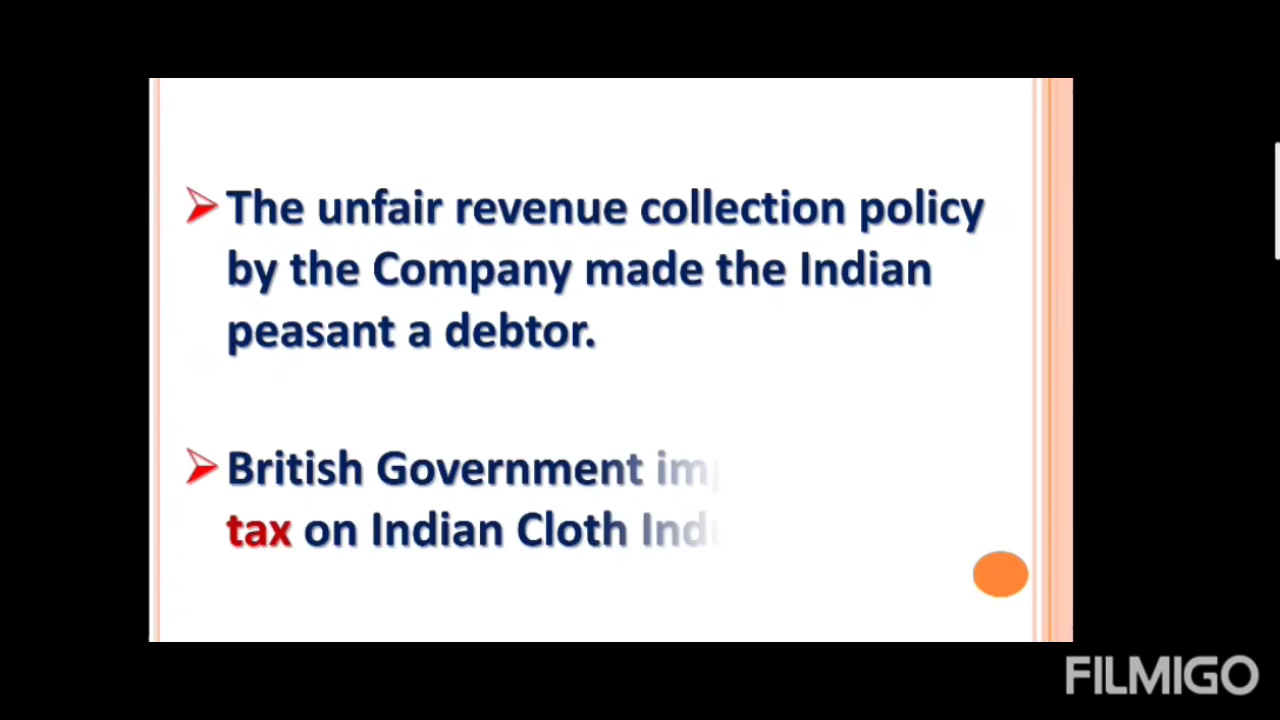 The unfair revenue collection policy
by the Company made the Indian
peasant a debtor.
British Government
tax on Indian Cloth
FILMIGO